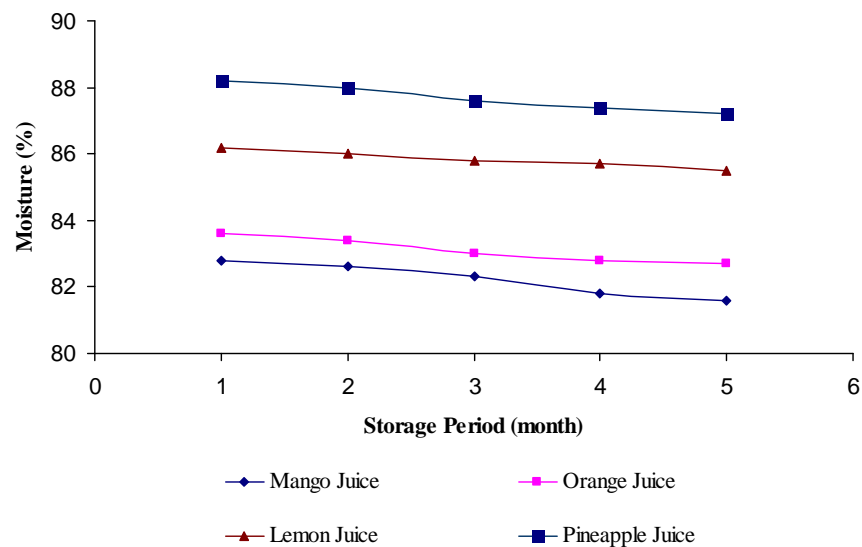 90
88
86
84
82
80
Moisture (%)
0 1 2 3 4 5 6
Storage Period (month)
Mango Juice Orange Juice
Lemon Juice Pineapple Juice